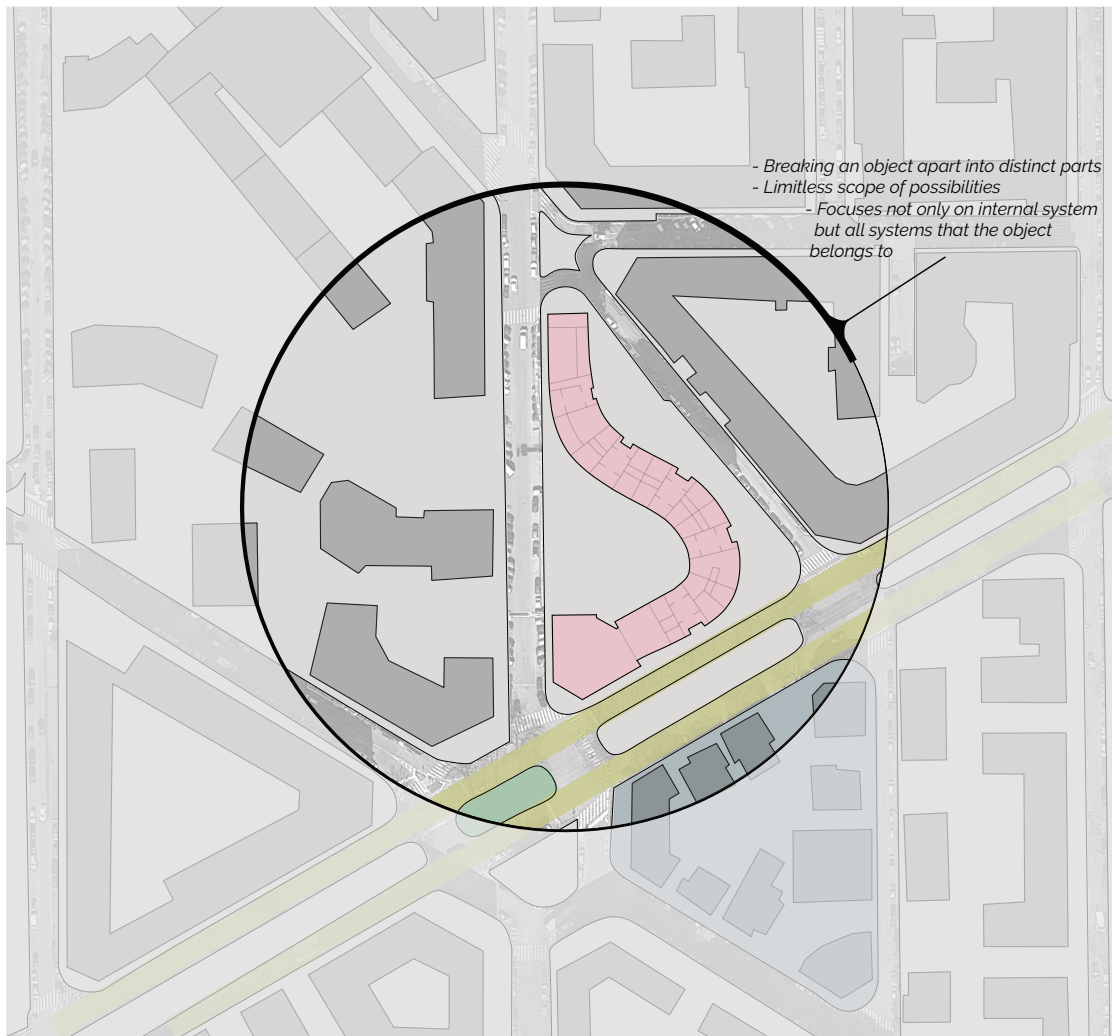 - Breaking an object apart into distinct parts
- Limitless scope of possibilities
- Focuses not only on internal system
but all systems that the object
belongs to